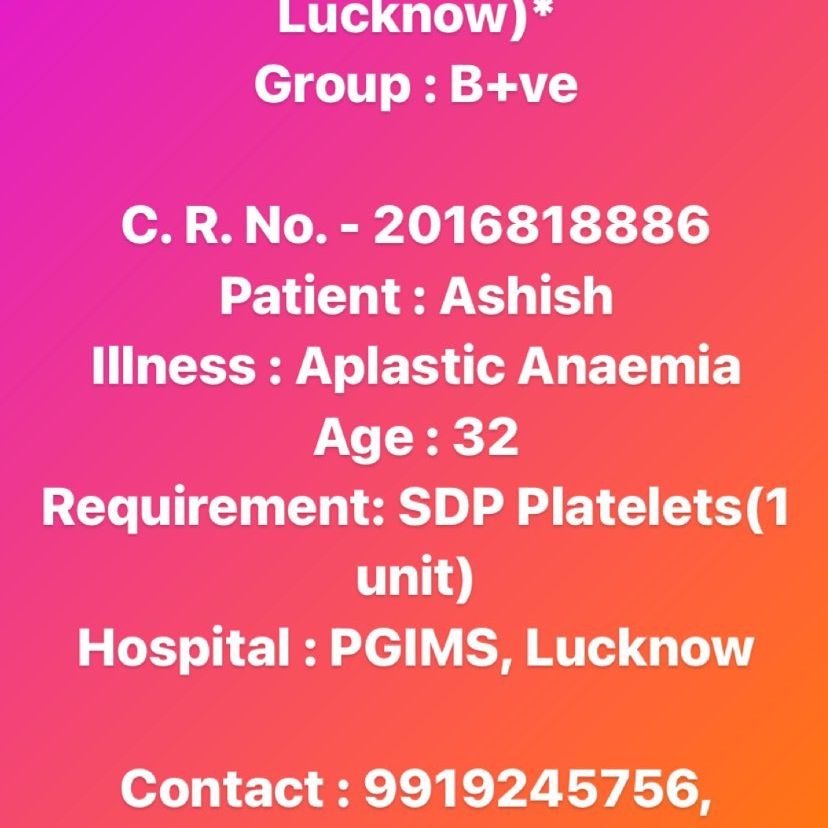 Lucknow)*
Group : B+ve
C. R. No. - 2016818886
Patient : Ashish
Illness : Aplastic Anaemia
Age : 32
Requirement: SDP Platelets(1
unit)
Hospital : PGIMS, Lucknow
Contact : 9919245756,